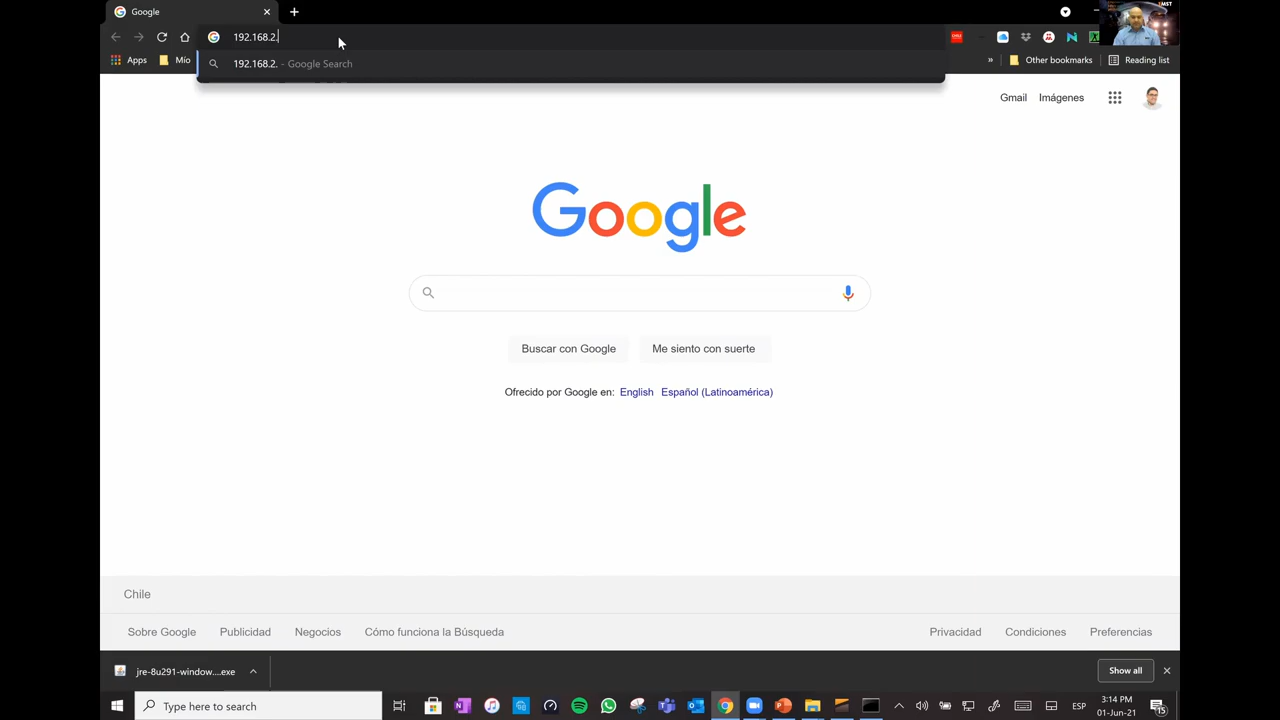 Google
MST
192.168.2.
Apps
Mío
192.168.2. - Google Search
»
Other bookmarks
Reading list
Gmail
Imágenes
Google
Buscar con Google
Me siento con suerte
Ofrecido por Google en: English Español (Latinoamérica)
Chile
Sobre Google
Publicidad
Negocios
Cómo funciona la Búsqueda
Privacidad
Condiciones
Preferencias
jre-8u291-window....exe
Show all
Type here to search
ESP
3:14 PM
01-Jun-21
15